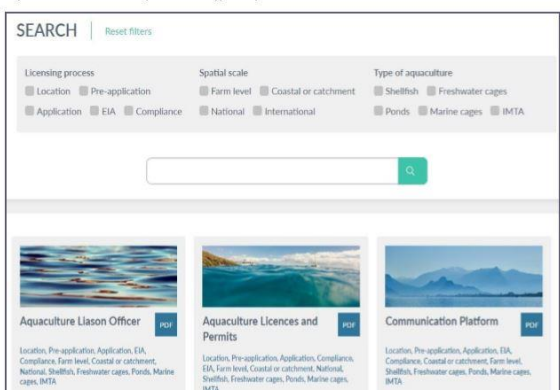 SEARCH Reset filters
Licensing process Spatial scale Type of aquaculture
Location Pre-application Farm level Coastal or catchment Shellfish Freshwater cages
Application EIA Compliance National International Ponds Marine cages IMTA
Aquaculture Liason Officer PDF
Location, Pre-application, Application, EIA,
Compliance, Farm level, Coastal or catchment,
National, Shellfish, Freshwater cages, Ponds, Marine
cages, IMTA
Aquaculture Licences and
Permits PDF
Location, Pre-application, Application, Compliance,
EIA, Farm level, Coastal or catchment, National,
Shellfish, Freshwater cages, Ponds, Marine cages,
IMTA
Communication Platform PDF
Location, Pre-application, Application, EIA,
Compliance, Coastal or catchment, Farm level,
Shellfish, Freshwater cages, Ponds, Marine cages,
IMTA